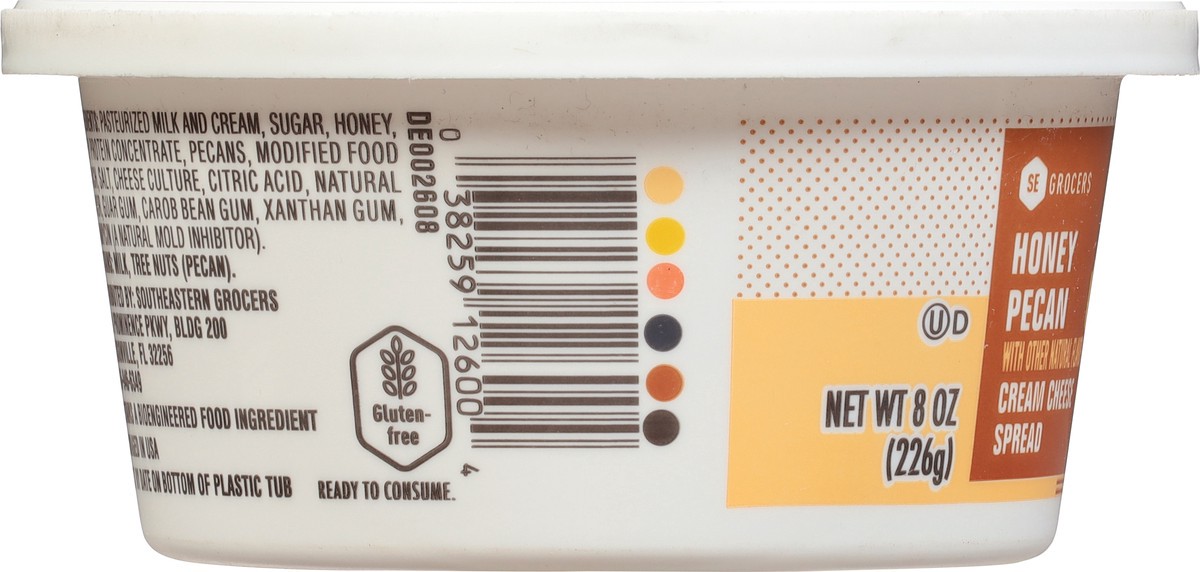 PASTEURIZED MILK AND CREAM, SUGAR, HONEY,
CONCENTRATE, PECANS, MODIFIED FOOD
SALT, CHEESE CULTURE, CITRIC ACID, NATURAL
GUAR GUM, CAROB BEAN GUM, XANTHAN GUM,
(A NATURAL MOLD INHIBITOR).
MILK, TREE NUTS (PECAN).
BY: SOUTHEASTERN GROCERS
PKWY, BLDG 200
FL 32256
A BIOENGINEERED FOOD INGREDIENT
IN USA
DATE ON BOTTOM OF PLASTIC TUB
READY TO CONSUME.
Gluten-
free
DE002608
0 38259 12600 4
UD
NET WT 8 OZ
(226g)
SE GROCERS
HONEY
PECAN
WITH OTHER NATURAL
CREAM CHEESE
SPREAD